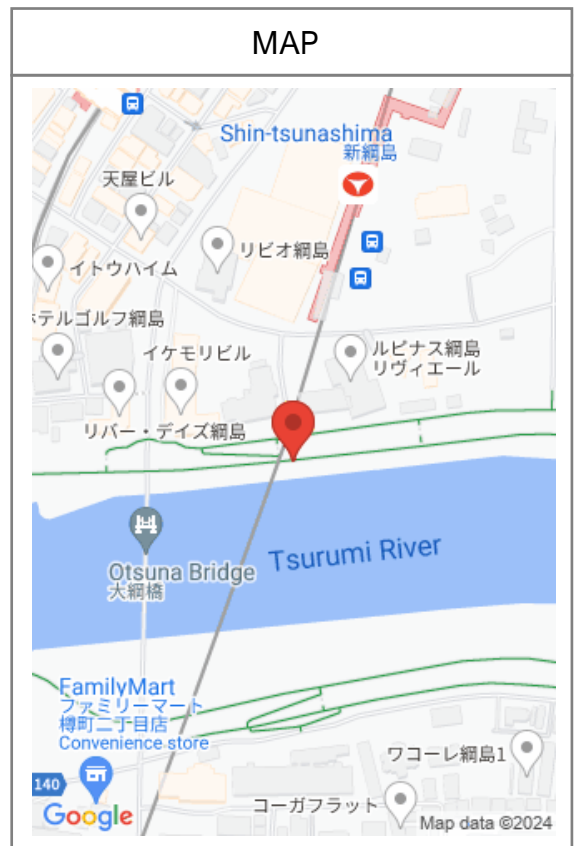 MAP
Shin-tsunashima
新綱島
天屋ビル
リビオ綱島
イトウハイム
ホテルゴルフ綱島
イケモリビル
ルピナス綱島
リヴィエール
リバー・デイズ綱島
Tsurumi River
Otsuna Bridge
大綱橋
FamilyMart
ファミリーマート
樽町二丁目店
Convenience store
ワコーレ綱島1
140
コーガフラット
Google
Map data ©2024